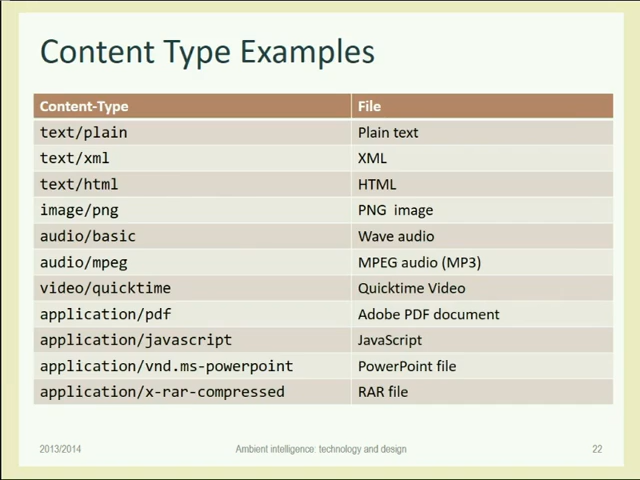 Content Type Examples
Content-Type File
text/plain Plain text
text/xml XML
text/html HTML
image/png PNG image
audio/basic Wave audio
audio/mpeg MPEG audio (MP3)
video/quicktime Quicktime Video
application/pdf Adobe PDF document
application/javascript JavaScript
application/vnd.ms-powerpoint PowerPoint file
application/x-rar-compressed RAR file
2013/2014 Ambient intelligence: technology and design 22